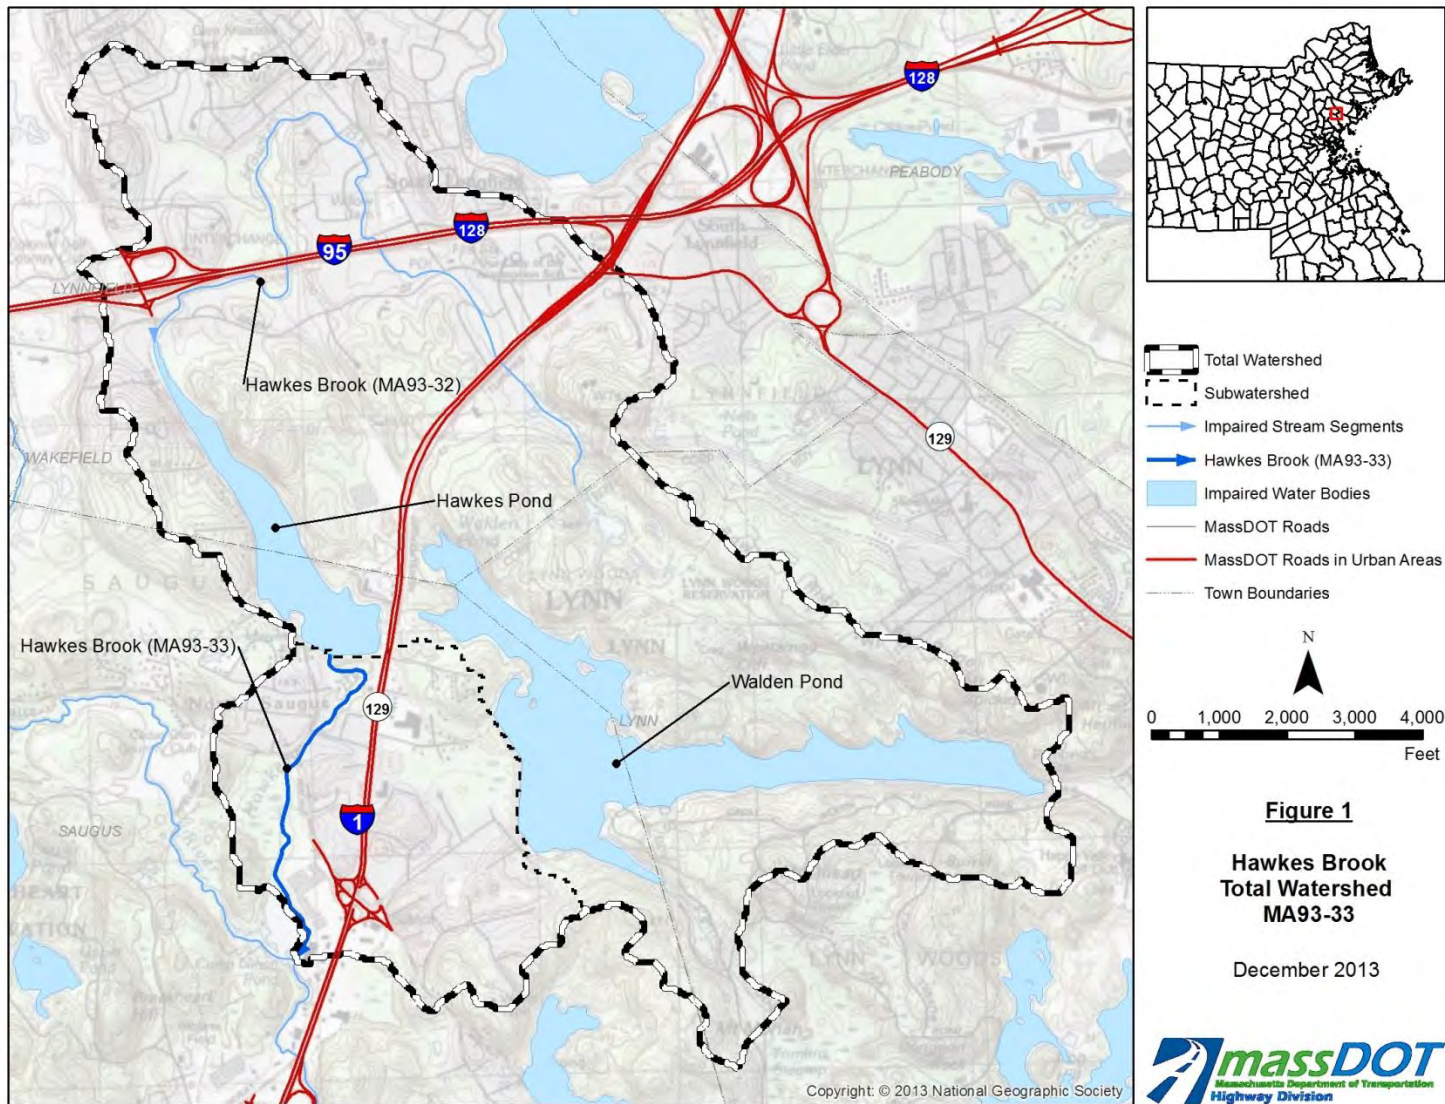 128
PEABODY
INTERCHANGE
128
95
LYNNFIELD
Hawkes Brook (MA93-32)
129
WAKEFIELD
LYNN
Hawkes Pond
LYNN WOODS
RESERVATION
LYNN
LYNN
Hawkes Brook (MA93-33)
Walden Pond
129
LYNN
1
SAUGUS
Copyright: © 2013 National Geographic Society
Total Watershed
Subwatershed
Impaired Stream Segments
Hawkes Brook (MA93-33)
Impaired Water Bodies
MassDOT Roads
MassDOT Roads in Urban Areas
Town Boundaries
N
0 1,000 2,000 3,000 4,000
Feet
Figure 1
Hawkes Brook
Total Watershed
MA93-33
December 2013
massDOT
Massachusetts Department of Transportation
Highway Division